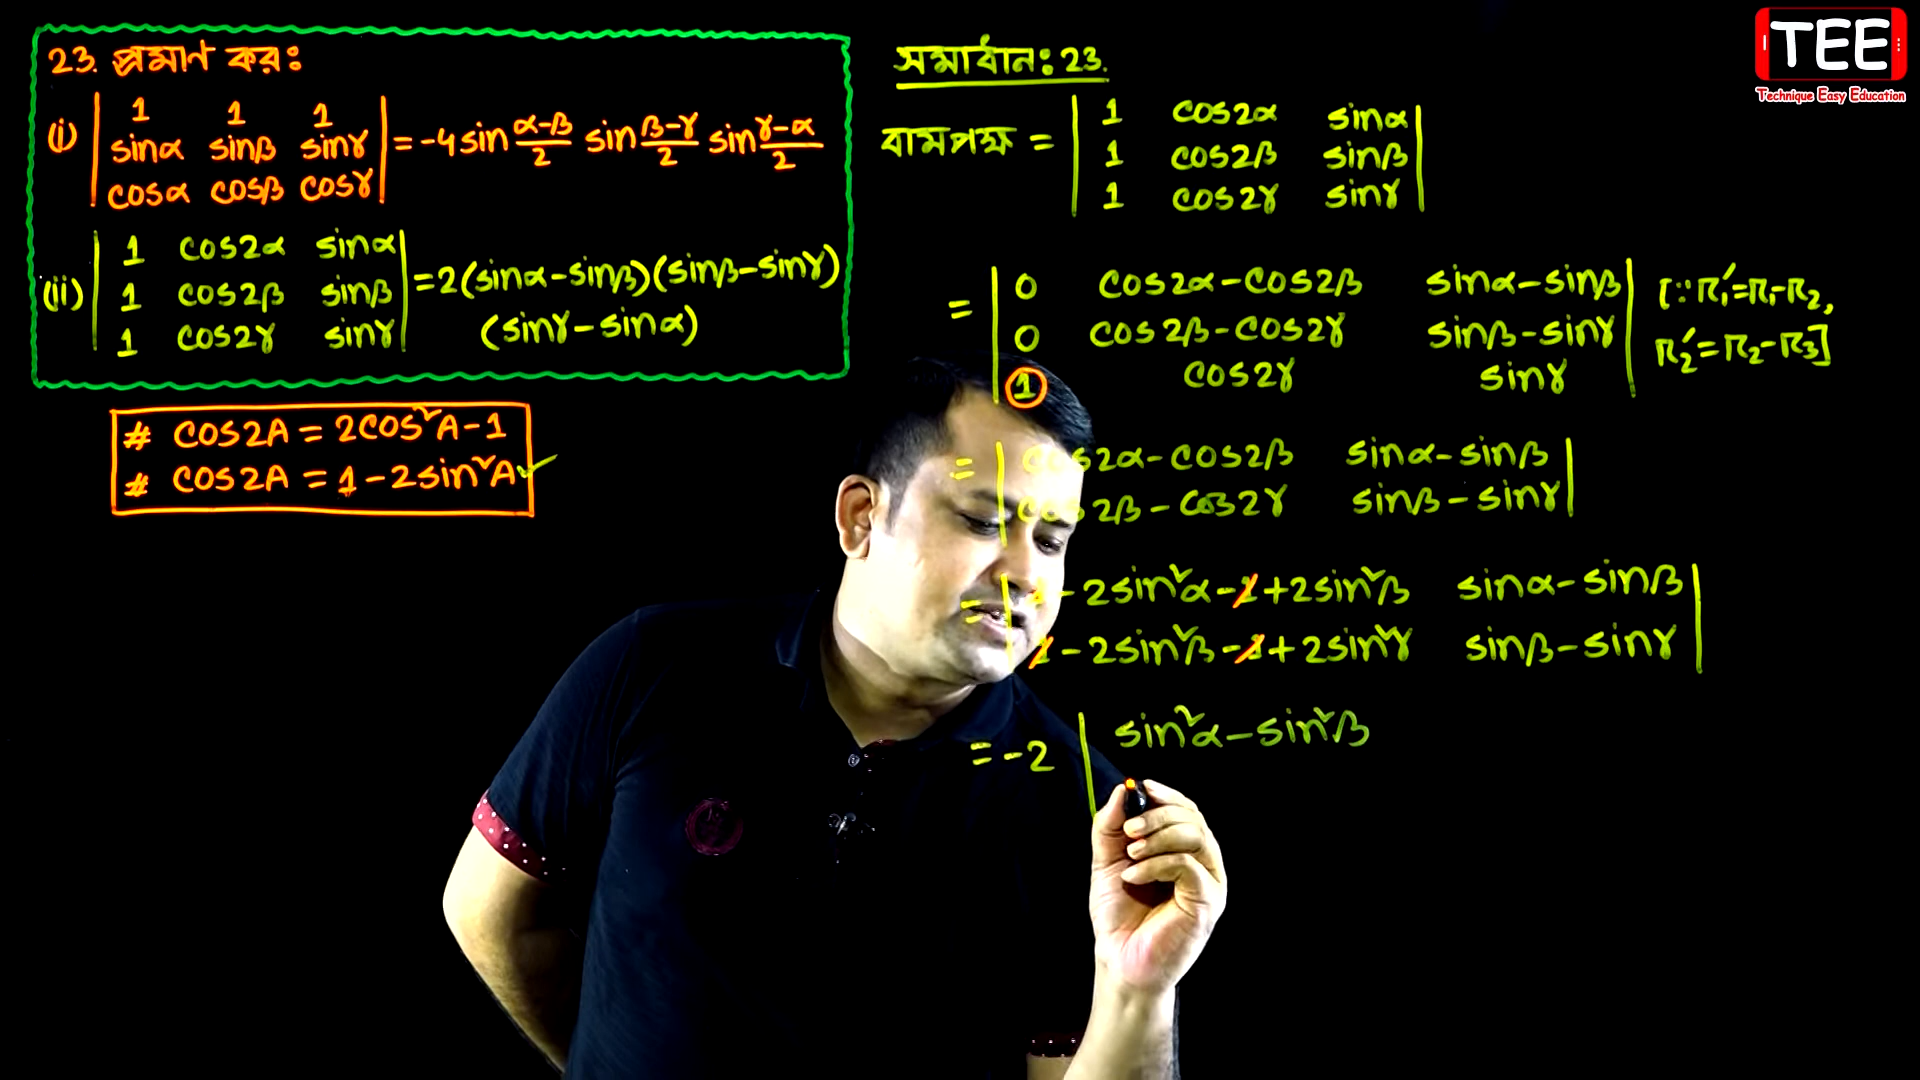 23. প্রমাণ কর:
(i) | 1 1 1 |
| sinα sinβ sinγ | = -4 sin (α-β)/2 sin (β-γ)/2 sin (γ-α)/2
| cosα cosβ cosγ |
(ii) | 1 cos2α sinα |
| 1 cos2β sinβ | = 2(sinα-sinβ)(sinβ-sinγ)
| 1 cos2γ sinγ | (sinγ-sinα)
# cos2A = 2cos²A-1
# cos2A = 1-2sin²A ✓
সমাধান: 23.
বামপক্ষ = | 1 cos2α sinα |
| 1 cos2β sinβ |
| 1 cos2γ sinγ |
= | 0 cos2α-cos2β sinα-sinβ | [∵ R₁′=R₁-R₂,
| 0 cos2β-cos2γ sinβ-sinγ | R₂′=R₂-R₃]
| 1 cos2γ sinγ |
= | cos2α-cos2β sinα-sinβ |
| cos2β-cos2γ sinβ-sinγ |
= | 1-2sin²α-1+2sin²β sinα-sinβ |
| 1-2sin²β-1+2sin²γ sinβ-sinγ |
= -2 | sin²α-sin²β
TEE
Technique Easy Education